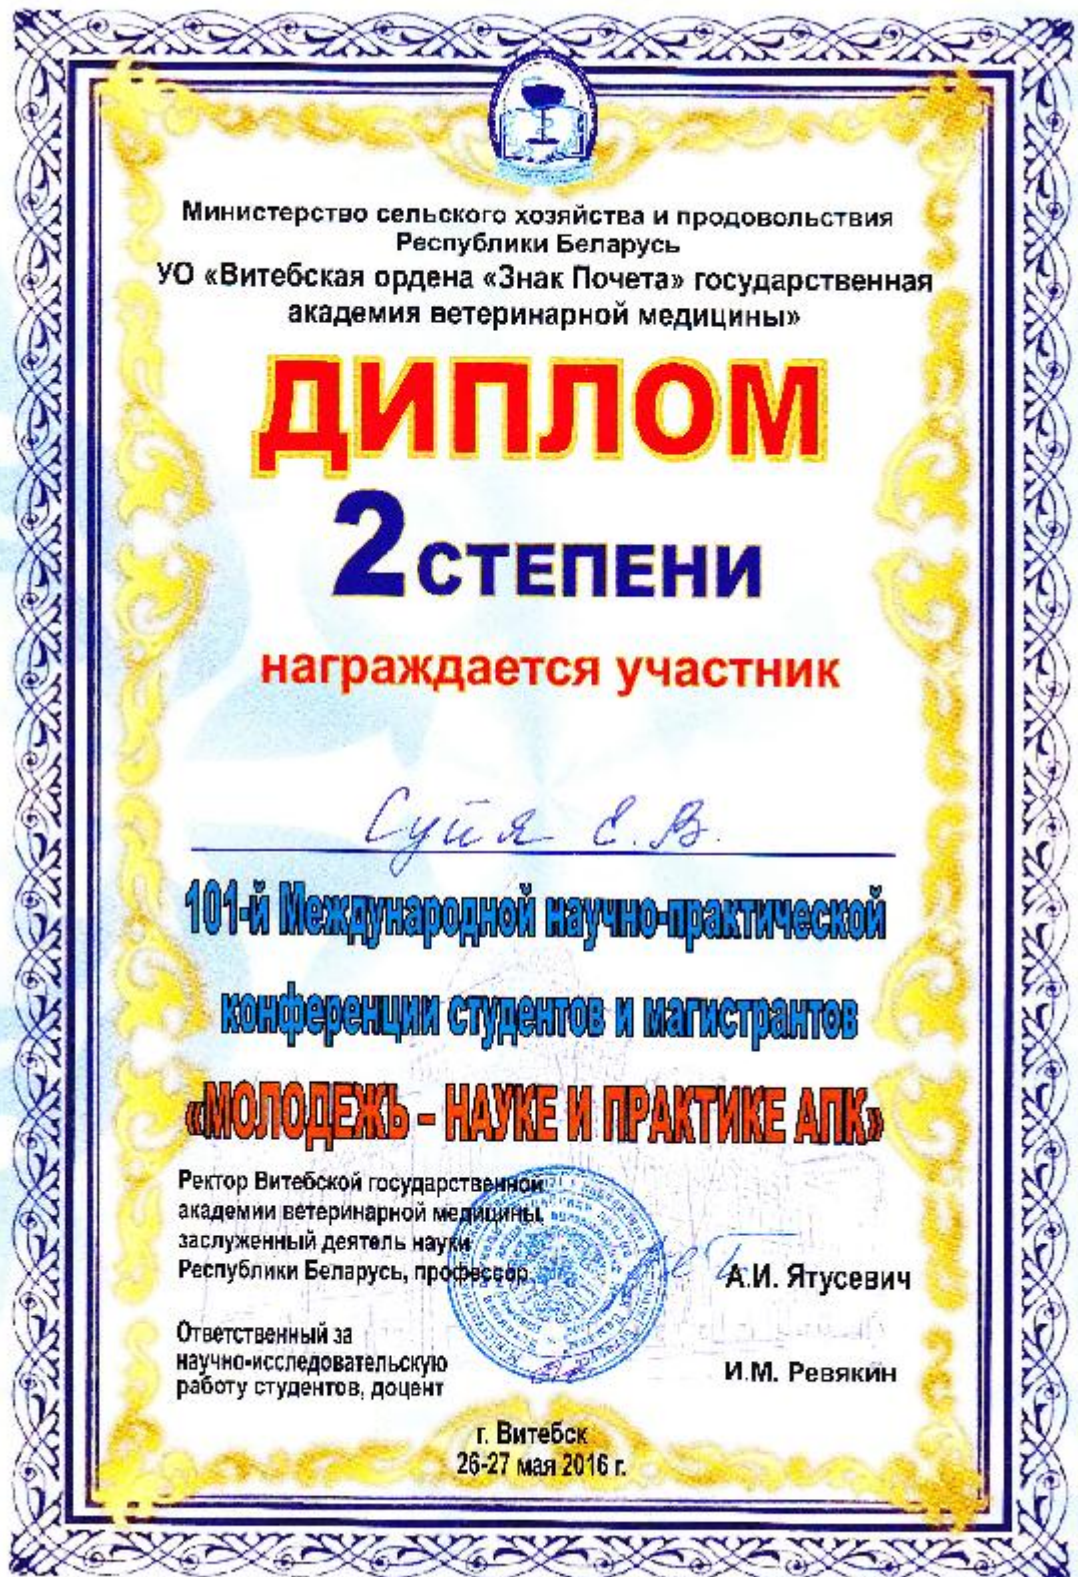 Министерство сельского хозяйства и продовольствия
Республики Беларусь
УО «Витебская ордена «Знак Почета» государственная
академия ветеринарной медицины»
ДИПЛОМ
2 СТЕПЕНИ
награждается участник
Суйя Е.В.
101-й Международной научно-практической
конференции студентов и магистрантов
«МОЛОДЕЖЬ – НАУКЕ И ПРАКТИКЕ АПК»
Ректор Витебской государственной
академии ветеринарной медицины,
заслуженный деятель науки
Республики Беларусь, профессор
А.И. Ятусевич
Ответственный за
научно-исследовательскую
работу студентов, доцент
И.М. Ревякин
г. Витебск
26-27 мая 2016 г.